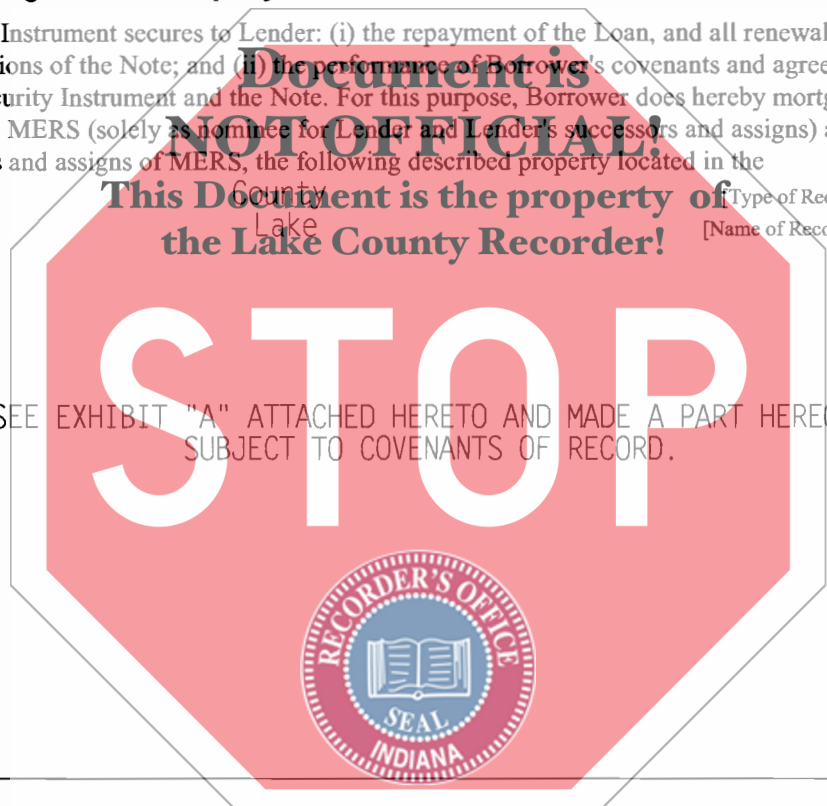 Instrument secures to Lender: (i) the repayment of the Loan, and all renewal
ions of the Note; and (ii) the performance of Borrower's covenants and agree
curity Instrument and the Note. For this purpose, Borrower does hereby mortg
MERS (solely as nominee for Lender and Lender's successors and assigns) a
s and assigns of MERS, the following described property located in the
County [Type of Rec
Lake [Name of Reco
Document is
NOT OFFICIAL!
This Document is the property of
the Lake County Recorder!
STOP
SEE EXHIBIT "A" ATTACHED HERETO AND MADE A PART HEREO
SUBJECT TO COVENANTS OF RECORD.
RECORDER'S OFFICE
SEAL
INDIANA